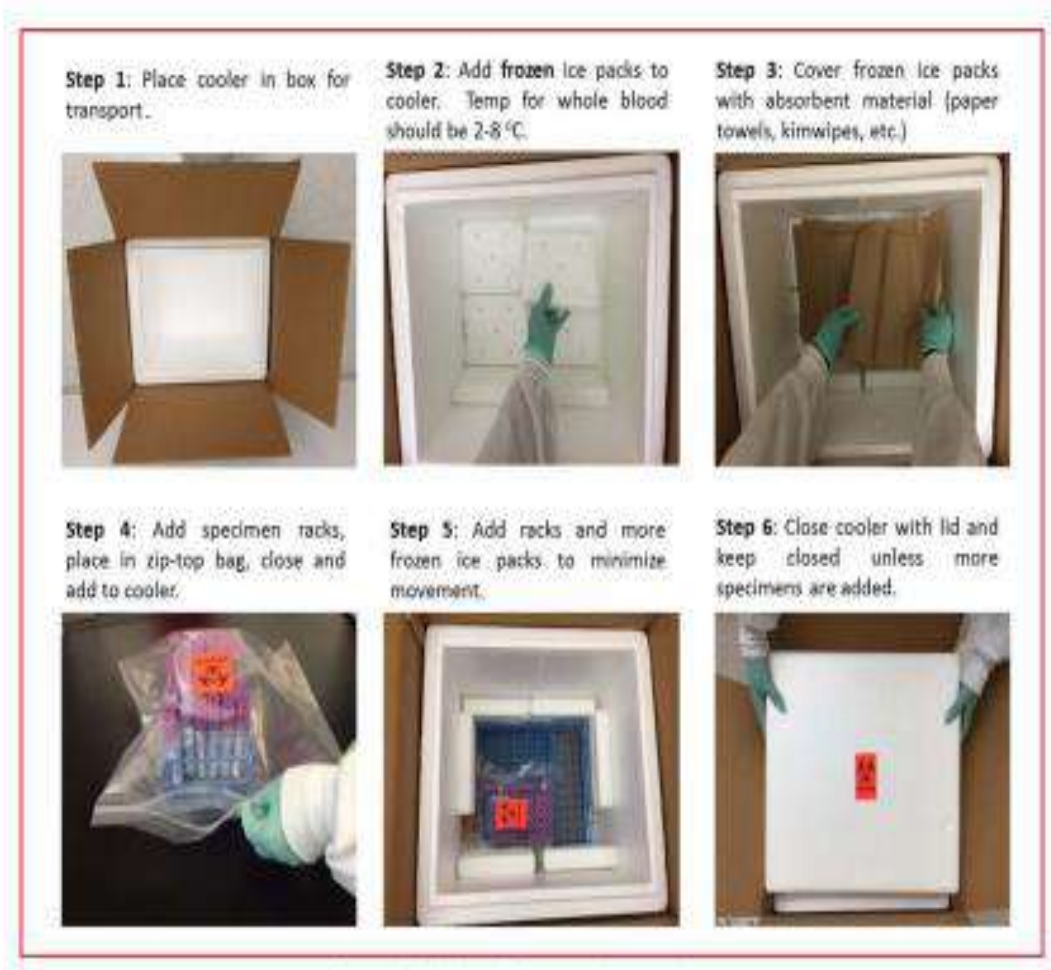 Step 1: Place cooler in box for
transport.
Step 2: Add frozen ice packs to
cooler. Temp for whole blood
should be 2-8 °C.
Step 3: Cover frozen ice packs
with absorbent material (paper
towels, kimwipes, etc.)
Step 4: Add specimen racks,
place in zip-top bag, close and
add to cooler.
Step 5: Add racks and more
frozen ice packs to minimize
movement.
Step 6: Close cooler with lid and
keep closed unless more
specimens are added.